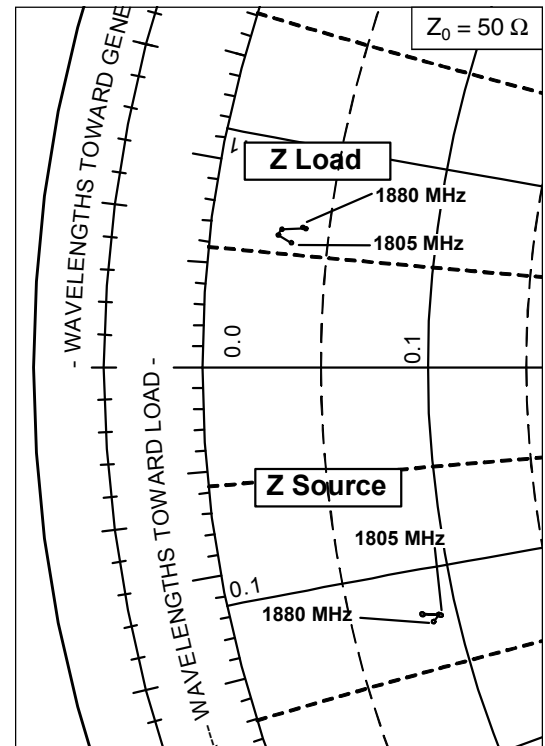 Z0 = 50 Ω
- WAVELENGTHS TOWARD GENE
Z Load
1880 MHz
1805 MHz
0.0
0.1
- WAVELENGTHS TOWARD LOAD -
Z Source
1805 MHz
0.1
1880 MHz